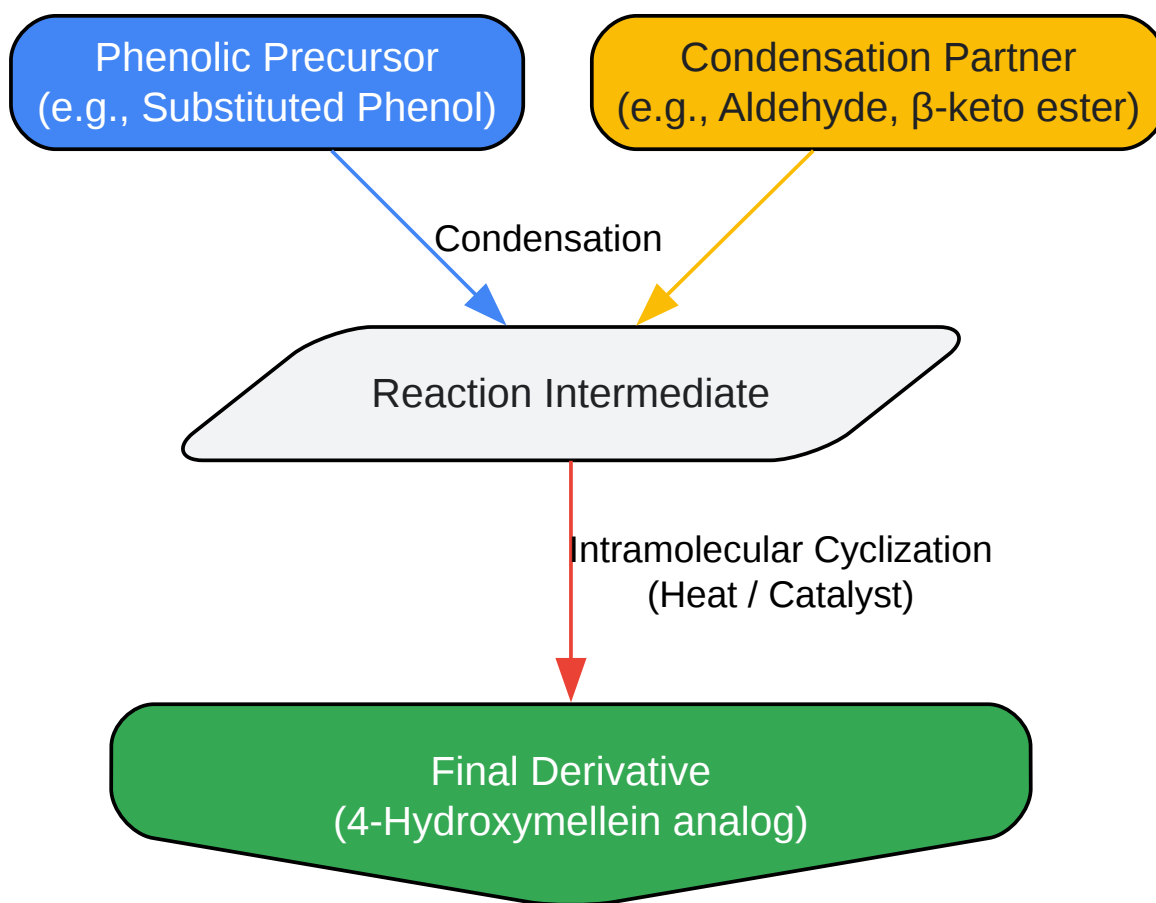 Phenolic Precursor
(e.g., Substituted Phenol)
Condensation Partner
(e.g., Aldehyde, β-keto ester)
Condensation
Reaction Intermediate
Intramolecular Cyclization
(Heat / Catalyst)
Final Derivative
(4-Hydroxymellein analog)